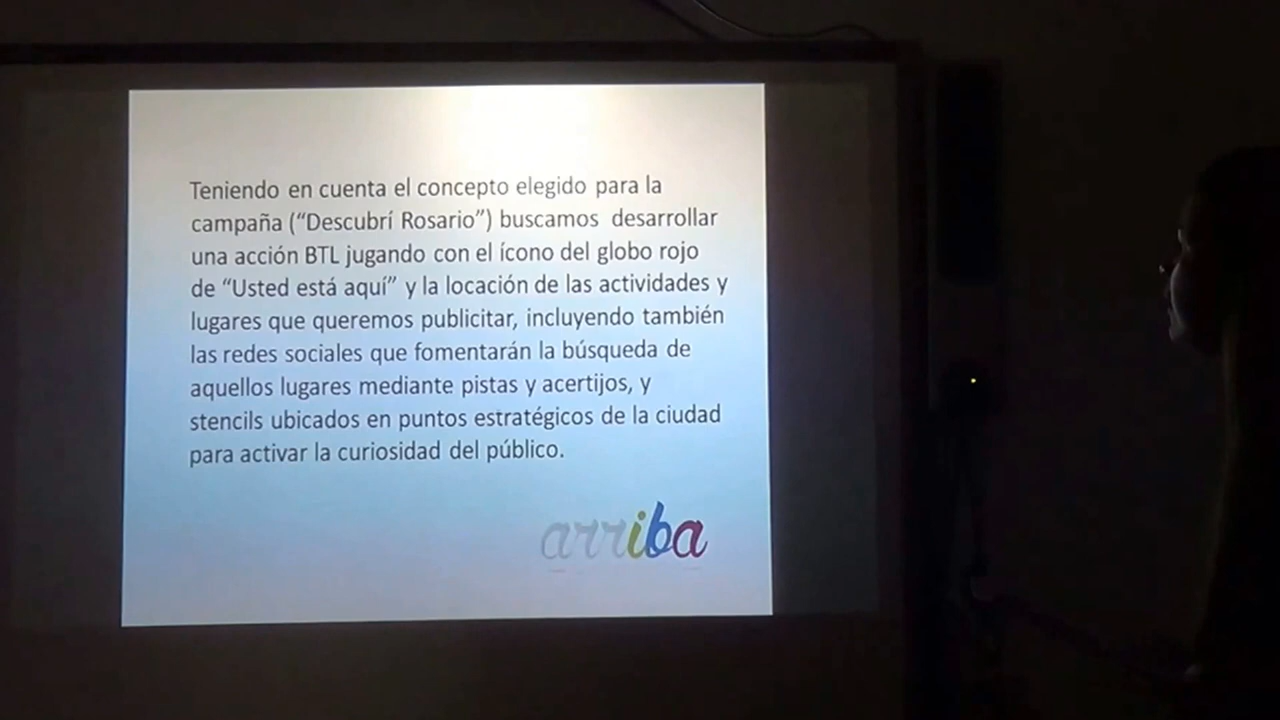 Teniendo en cuenta el concepto elegido para la
campaña (“Descubrí Rosario”) buscamos desarrollar
una acción BTL jugando con el ícono del globo rojo
de “Usted está aquí” y la locación de las actividades y
lugares que queremos publicitar, incluyendo también
las redes sociales que fomentarán la búsqueda de
aquellos lugares mediante pistas y acertijos, y
stencils ubicados en puntos estratégicos de la ciudad
para activar la curiosidad del público.
arriba